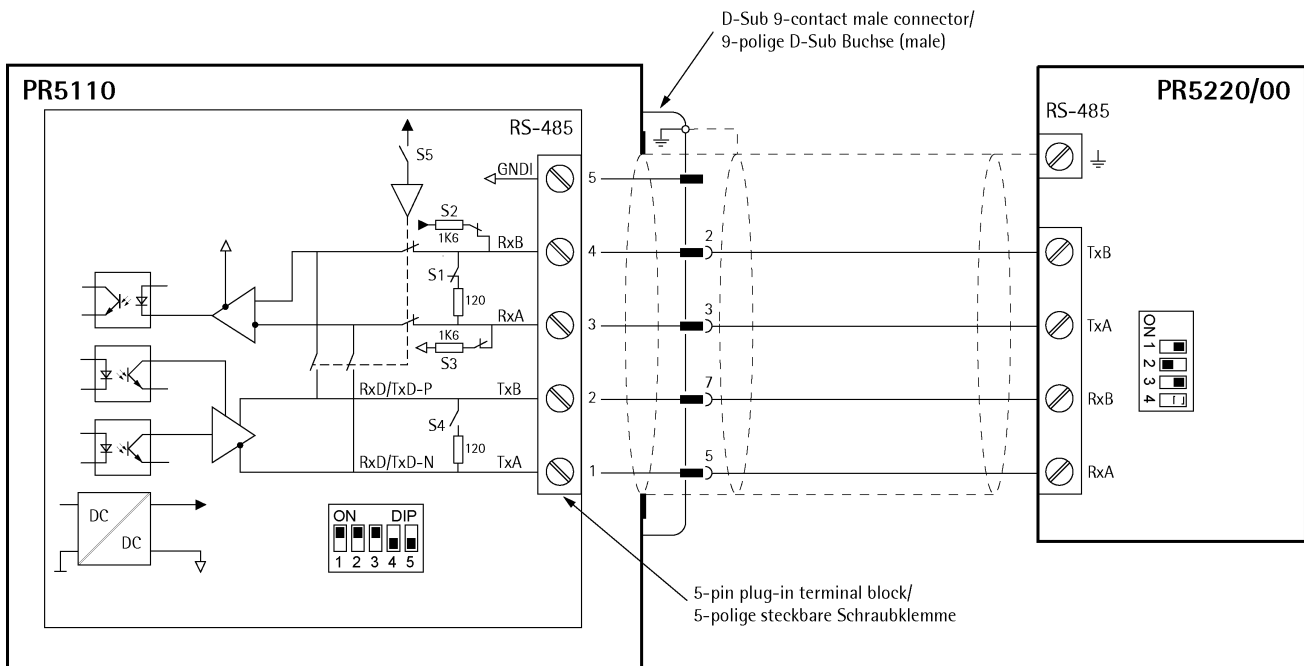 D-Sub 9-contact male connector/
9-polige D-Sub Buchse (male)
PR5110
RS-485
S5
GNDI
5
S2
1K6
RxB
4
2
S1
120
RxA
3
3
1K6
S3
RxD/TxD-P
TxB
2
7
S4
120
RxD/TxD-N
TxA
1
5
DC
DC
ON DIP
1 2 3 4 5
5-pin plug-in terminal block/
5-polige steckbare Schraubklemme
PR5220/00
RS-485
TxB
TxA
RxB
RxA
ON
1
2
3
4